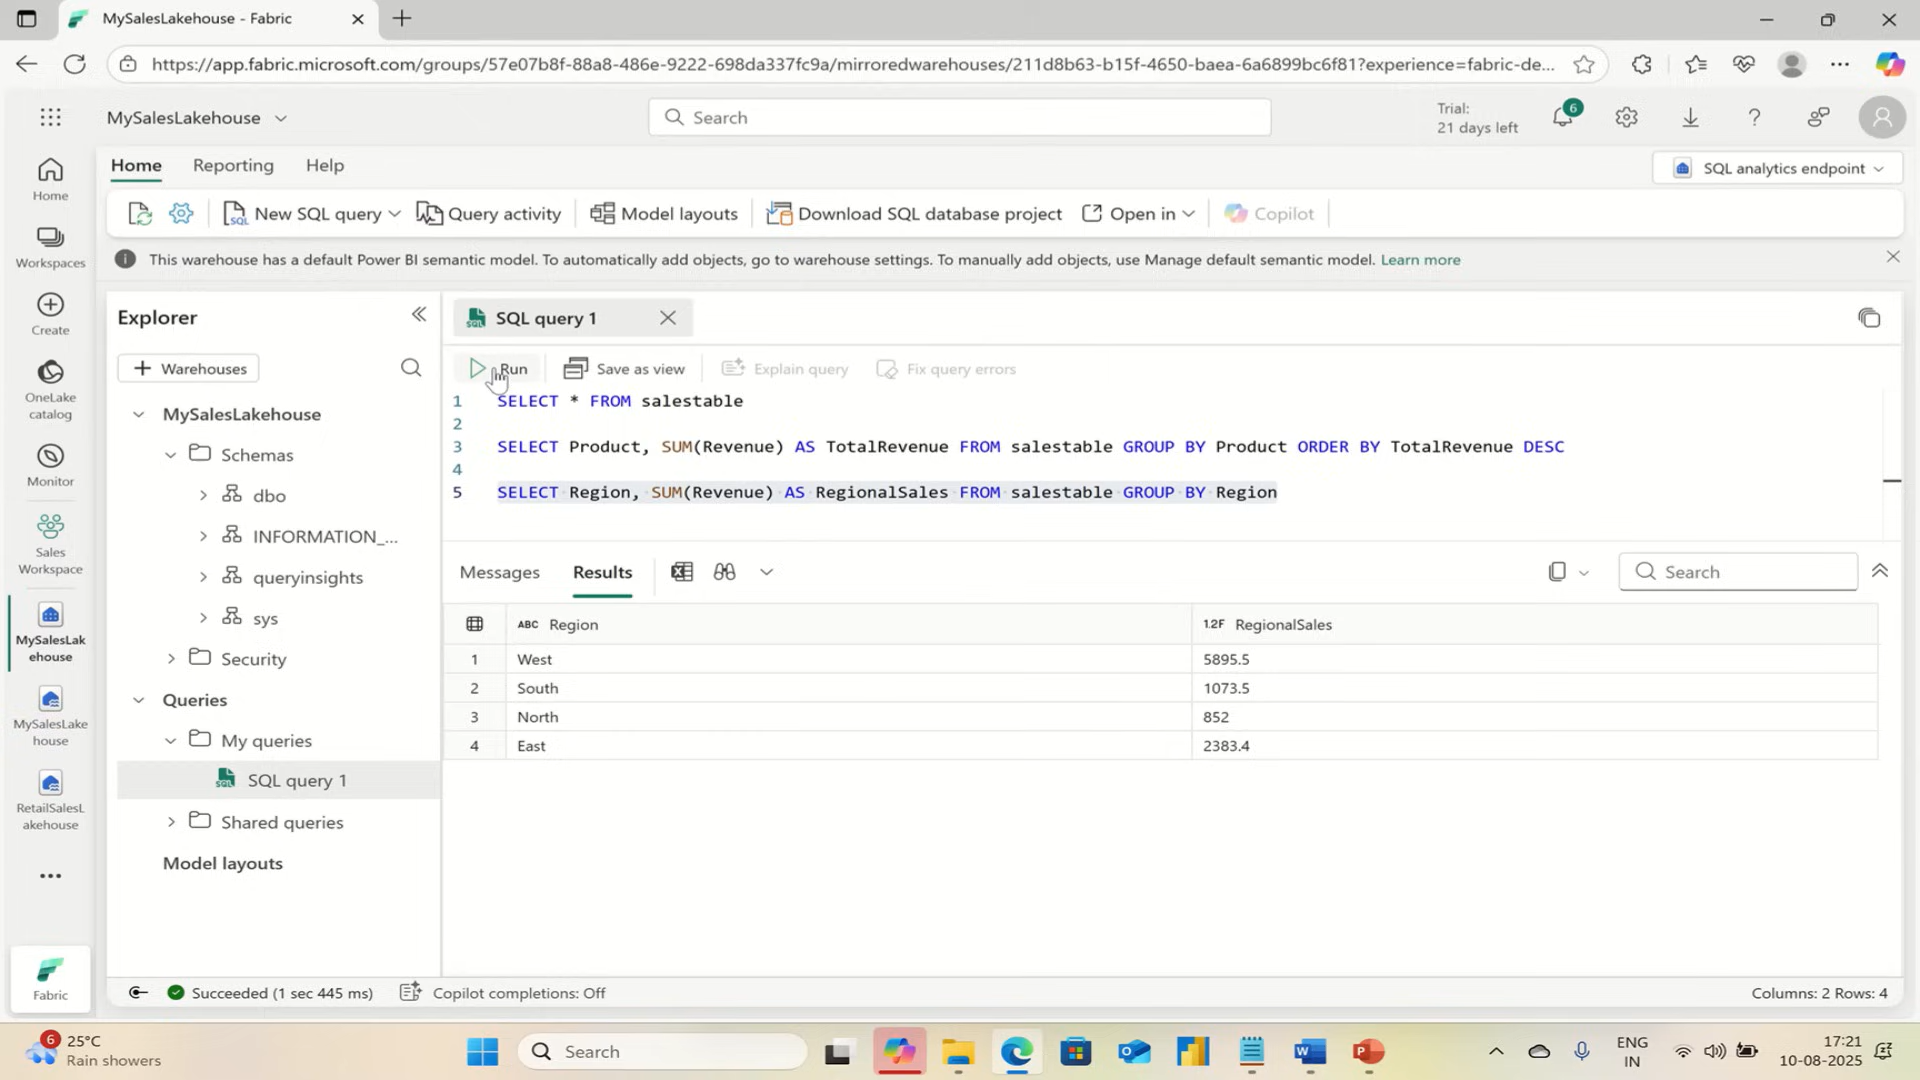 MySalesLakehouse - Fabric
https://app.fabric.microsoft.com/groups/57e07b8f-88a8-486e-9222-698da337fc9a/mirroredwarehouses/211d8b63-b15f-4650-baea-6a6899bc6f81?experience=fabric-de...
MySalesLakehouse
Search
Trial:
21 days left
6
Home
Reporting
Help
SQL analytics endpoint
New SQL query
Query activity
Model layouts
Download SQL database project
Open in
Copilot
This warehouse has a default Power BI semantic model. To automatically add objects, go to warehouse settings. To manually add objects, use Manage default semantic model. Learn more
Home
Workspaces
Create
OneLake
catalog
Monitor
Sales
Workspace
MySalesLak
ehouse
MySalesLake
house
RetailSalesL
akehouse
Fabric
Explorer
Warehouses
MySalesLakehouse
Schemas
dbo
INFORMATION_...
queryinsights
sys
Security
Queries
My queries
SQL query 1
Shared queries
Model layouts
SQL query 1
Run
Save as view
Explain query
Fix query errors
1 SELECT * FROM salestable
2
3 SELECT Product, SUM(Revenue) AS TotalRevenue FROM salestable GROUP BY Product ORDER BY TotalRevenue DESC
4
5 SELECT Region, SUM(Revenue) AS RegionalSales FROM salestable GROUP BY Region
Messages
Results
Search
ABC Region 1.2F RegionalSales
1 West 5895.5
2 South 1073.5
3 North 852
4 East 2383.4
Succeeded (1 sec 445 ms)
Copilot completions: Off
Columns: 2 Rows: 4
6
25°C
Rain showers
Search
ENG
IN
17:21
10-08-2025